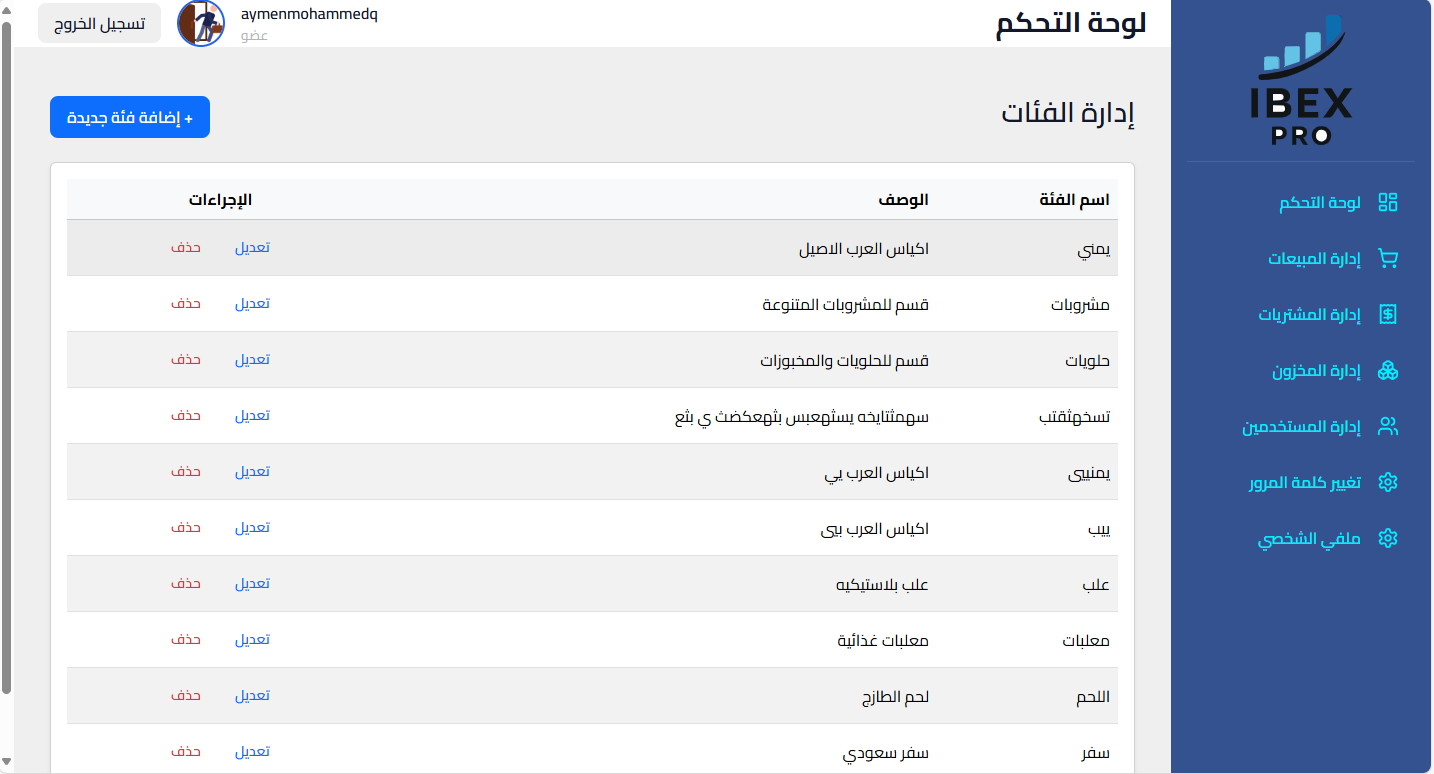 لوحة التحكم
aymenmohammedq
عضو
تسجيل الخروج
IBEX
PRO
لوحة التحكم
إدارة المبيعات
إدارة المشتريات
إدارة المخزون
إدارة المستخدمين
تغيير كلمة المرور
ملفي الشخصي
إدارة الفئات
+ إضافة فئة جديدة
اسم الفئة الوصف الإجراءات
يمني اكياس العرب الاصيل تعديل حذف
مشروبات قسم للمشروبات المتنوعة تعديل حذف
حلويات قسم للحلويات والمخبوزات تعديل حذف
تسخهثقتب سهمثتايخه يسثهعبس بثهعكضث ي بثع تعديل حذف
يمنييى اكياس العرب يي تعديل حذف
ييب اكياس العرب بيى تعديل حذف
علب علب بلاستيكيه تعديل حذف
معلبات معلبات غذائية تعديل حذف
اللحم لحم الطازج تعديل حذف
سفر سفر سعودي تعديل حذف